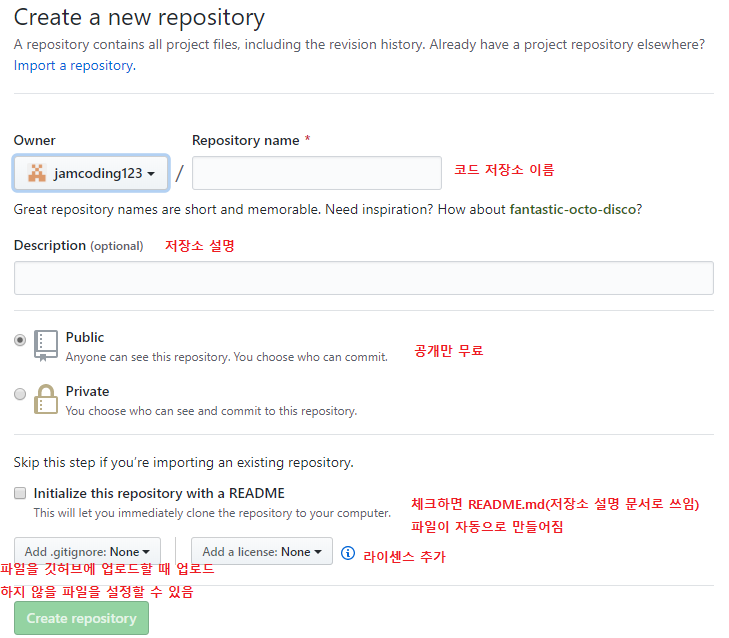 Create a new repository
A repository contains all project files, including the revision history. Already have a project repository elsewhere?
Import a repository.
Owner
Repository name *
jamcoding123 /
코드 저장소 이름
Great repository names are short and memorable. Need inspiration? How about fantastic-octo-disco?
Description (optional) 저장소 설명
Public
Anyone can see this repository. You choose who can commit.
공개만 무료
Private
You choose who can see and commit to this repository.
Skip this step if you’re importing an existing repository.
Initialize this repository with a README
This will let you immediately clone the repository to your computer.
체크하면 README.md(저장소 설명 문서로 쓰임)
파일이 자동으로 만들어짐
Add .gitignore: None
Add a license: None
라이센스 추가
파일을 깃허브에 업로드할 때 업로드
하지 않을 파일을 설정할 수 있음
Create repository